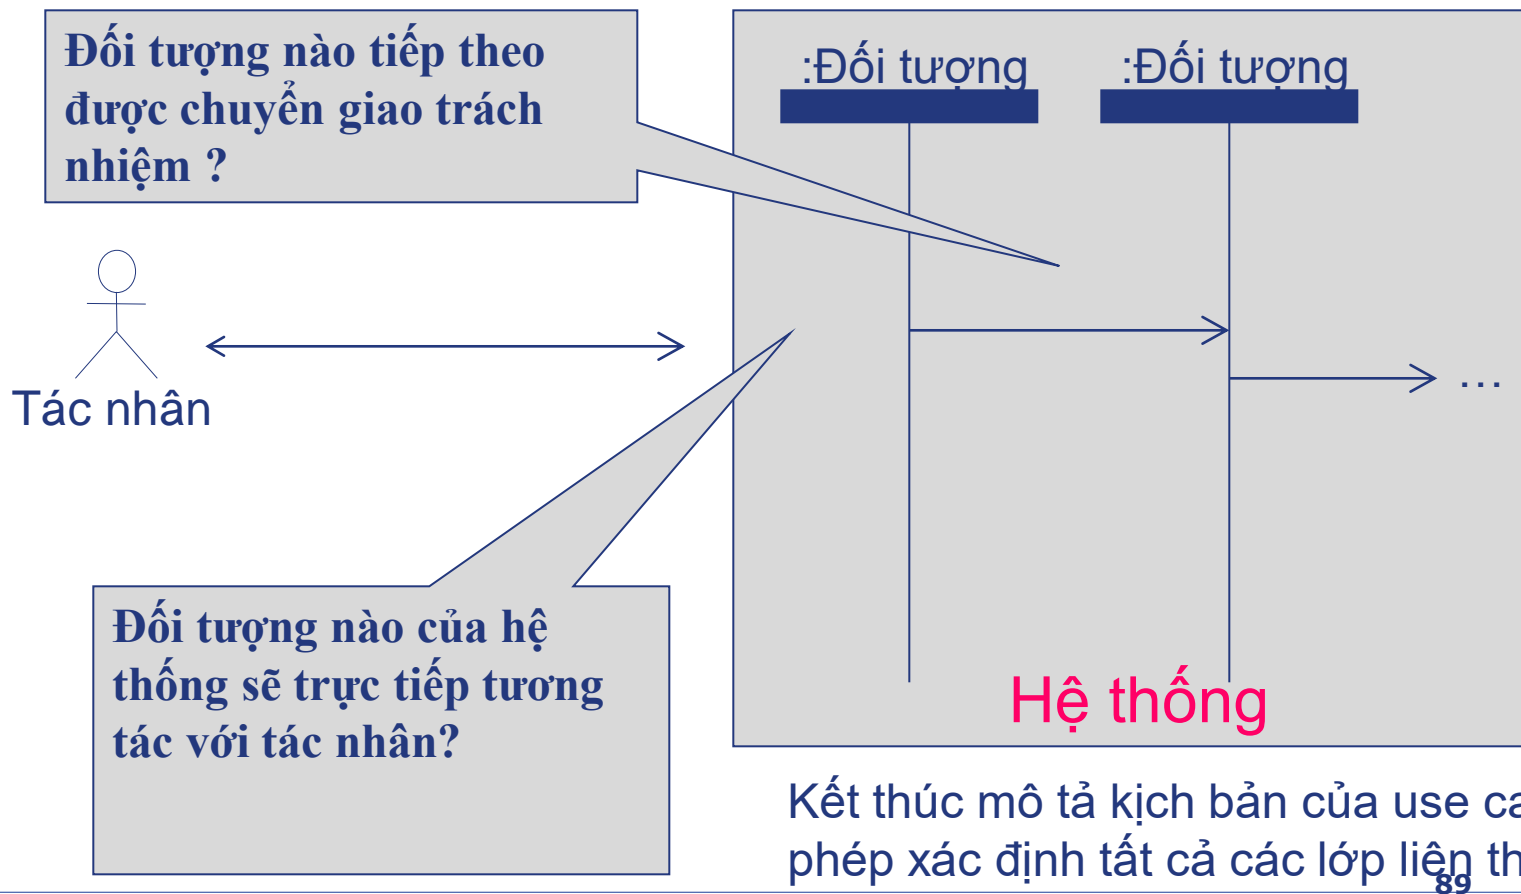 Đối tượng nào tiếp theo
được chuyển giao trách
nhiệm ?
:Đối tượng
:Đối tượng
...
Tác nhân
Đối tượng nào của hệ
thống sẽ trực tiếp tương
tác với tác nhân?
Hệ thống
Kết thúc mô tả kịch bản của use ca
phép xác định tất cả các lớp liên th
89